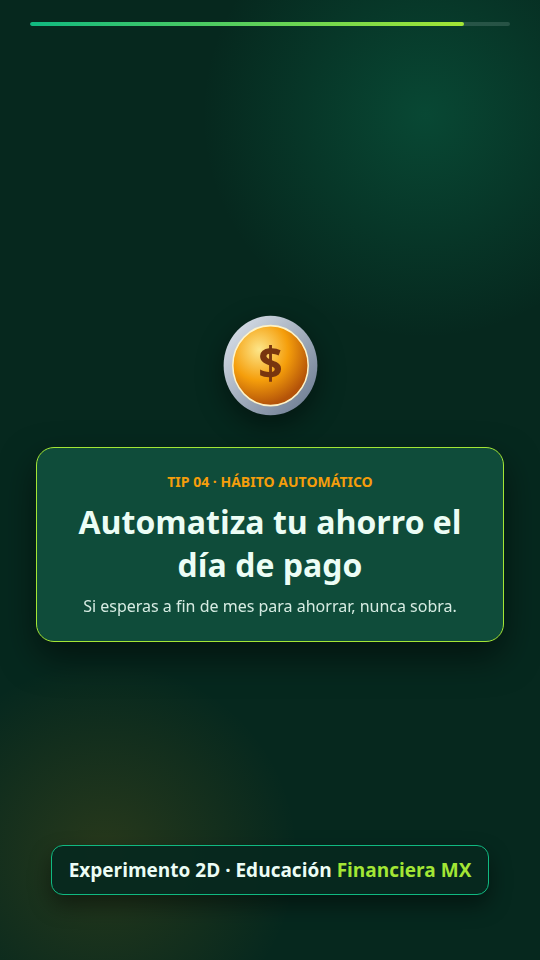 $
TIP 04 · HÁBITO AUTOMÁTICO
Automatiza tu ahorro el
día de pago
Si esperas a fin de mes para ahorrar, nunca sobra.
Experimento 2D · Educación Financiera MX